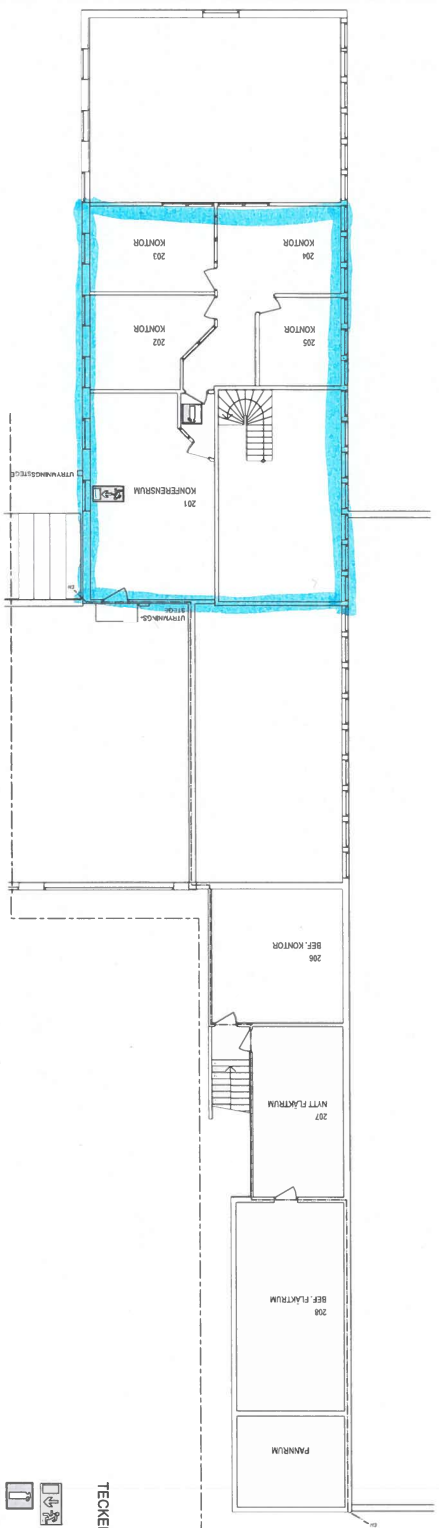 KONTOR
203
KONTOR
204
KONTOR
202
KONTOR
205
KONFERENSRUM
201
UTRYMNINGSSTEGE
UTRYMNINGS-
STEGE
BEF. KONTOR
206
NYTT FLÄKTRUM
207
BEF. FLÄKTRUM
208
PANNRUM
TECKE